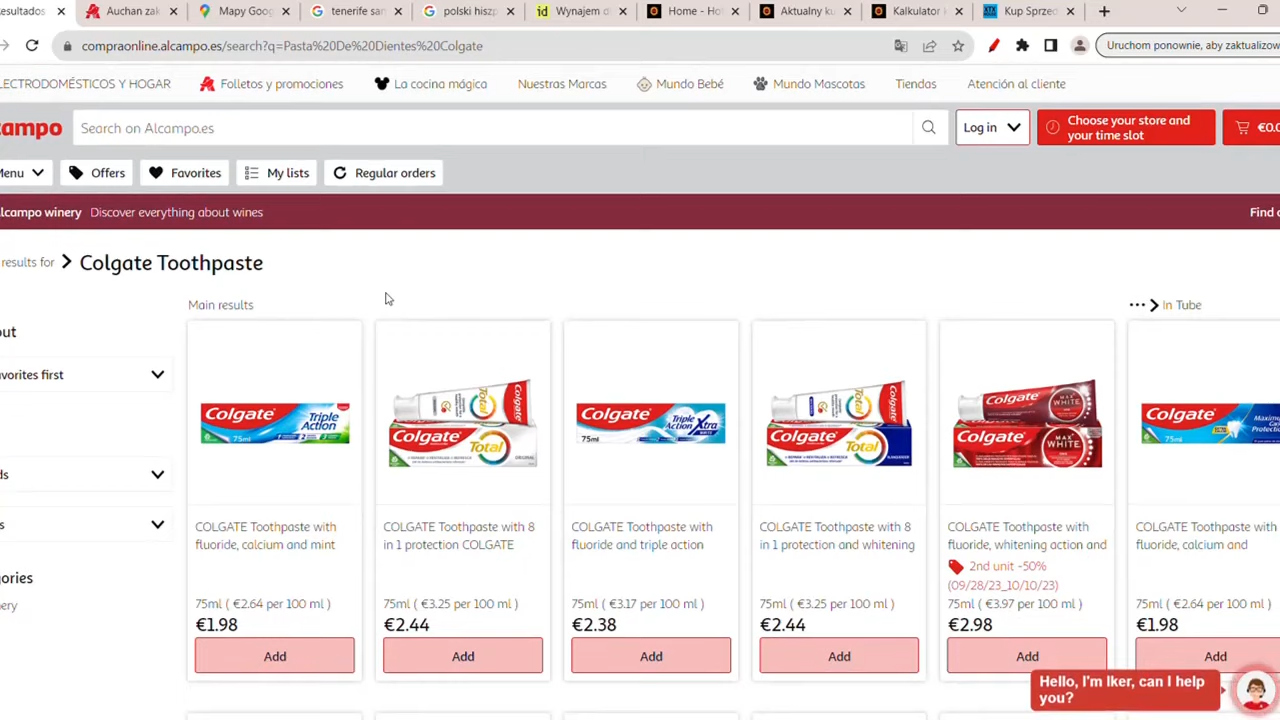 esultados
Auchan zak
Mapy Goog
tenerife san
polski hiszp
Wynajem d
Home - Ho
Aktualny ku
Kalkulator
Kup Sprzed
compraonline.alcampo.es/search?q=Pasta%20De%20Dientes%20Colgate
Uruchom ponownie, aby zaktualizow
LECTRODOMÉSTICOS Y HOGAR
Folletos y promociones
La cocina mágica
Nuestras Marcas
Mundo Bebé
Mundo Mascotas
Tiendas
Atención al cliente
campo
Search on Alcampo.es
Log in
Choose your store and
your time slot
€0.0
Menu
Offers
Favorites
My lists
Regular orders
lcampo winery Discover everything about wines
Find o
results for
Colgate Toothpaste
Main results
In Tube
out
vorites first
ds
s
gories
nery
Colgate Triple Action 75ml
Colgate Total ORIGINAL
Colgate Triple Action Xtra WHITE 75ml
Colgate Total BLANQUEADOR
Colgate MAX WHITE
Colgate 75ml
COLGATE Toothpaste with
fluoride, calcium and mint
75ml ( €2.64 per 100 ml )
€1.98
Add
COLGATE Toothpaste with 8
in 1 protection COLGATE
75ml ( €3.25 per 100 ml )
€2.44
Add
COLGATE Toothpaste with
fluoride and triple action
75ml ( €3.17 per 100 ml )
€2.38
Add
COLGATE Toothpaste with 8
in 1 protection and whitening
75ml ( €3.25 per 100 ml )
€2.44
Add
COLGATE Toothpaste with
fluoride, whitening action and
2nd unit -50%
(09/28/23_10/10/23)
75ml ( €3.97 per 100 ml )
€2.98
Add
COLGATE Toothpaste with
fluoride, calcium and
75ml ( €2.64 per 100 ml )
€1.98
Add
Hello, I'm Iker, can I help
you?